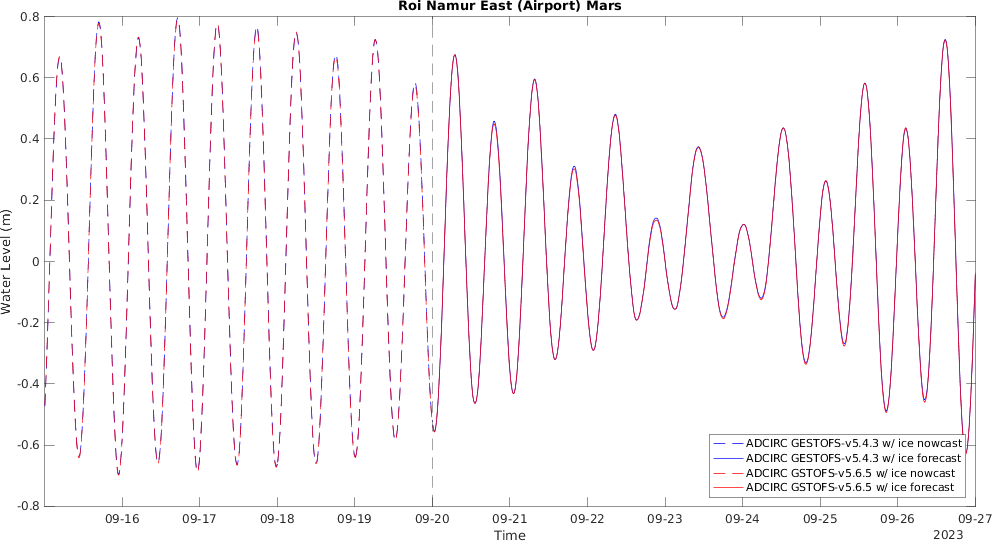 Roi Namur East (Airport) Mars
0.8
0.6
0.4
0.2
0
-0.2
-0.4
-0.6
-0.8
Water Level (m)
ADCIRC GESTOFS-v5.4.3 w/ ice nowcast
ADCIRC GESTOFS-v5.4.3 w/ ice forecast
ADCIRC GSTOFS-v5.6.5 w/ ice nowcast
ADCIRC GSTOFS-v5.6.5 w/ ice forecast
09-16 09-17 09-18 09-19 09-20 09-21 09-22 09-23 09-24 09-25 09-26 09-27
Time
2023